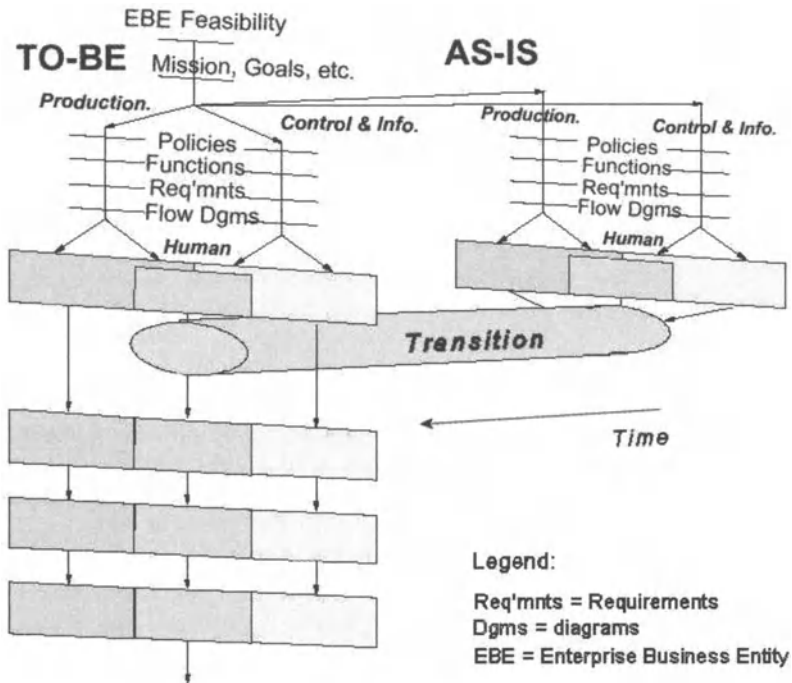 EBE Feasibility
TO-BE
Mission, Goals, etc.
AS-IS
Production.
Control & Info.
Policies
Functions
Req'mnts
Flow Dgms
Human
Production.
Control & Info.
Policies
Functions
Req'mnts
Flow Dgms
Human
Transition
Time
Legend:
Req'mnts = Requirements
Dgms = diagrams
EBE = Enterprise Business Entity